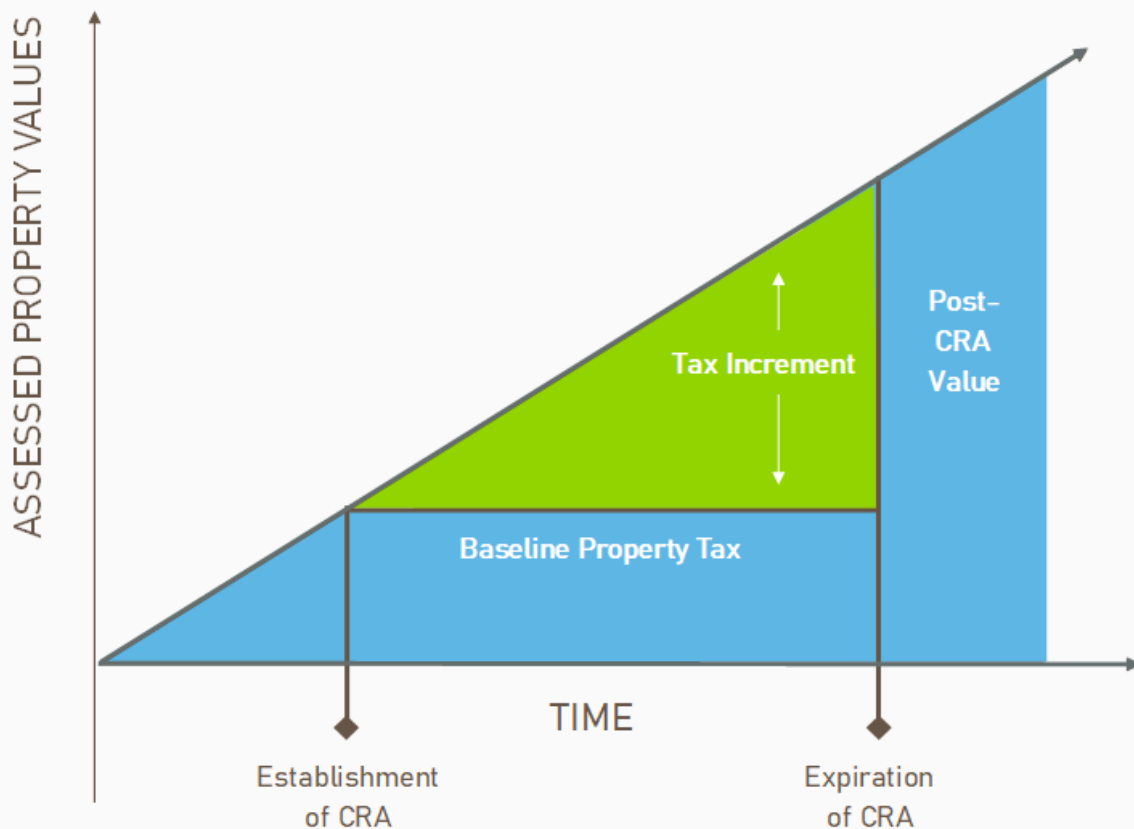 ASSESSED PROPERTY VALUES
Post-
CRA
Value
Tax Increment
Baseline Property Tax
TIME
Establishment
of CRA
Expiration
of CRA